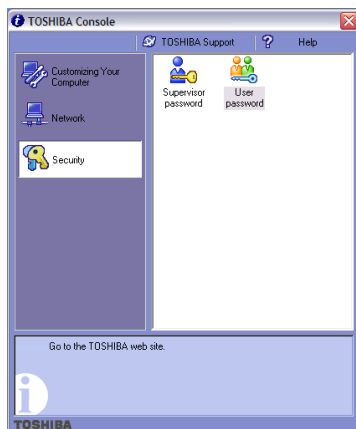 TOSHIBA Console
TOSHIBA Support
?
Help
Customizing Your
Computer
Network
Security
Supervisor
password
User
password
Go to the TOSHIBA web site.
i
TOSHIBA